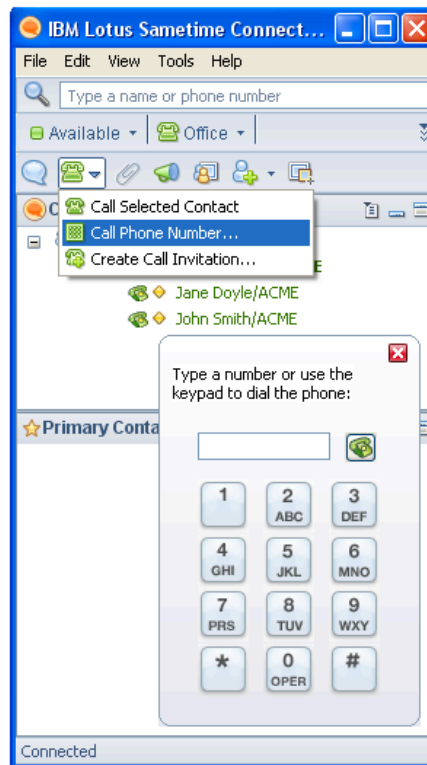 IBM Lotus Sametime Connect...
File Edit View Tools Help
Type a name or phone number
Available Office
C
Call Selected Contact
Call Phone Number...
E
Create Call Invitation...
Jane Doyle/ACME
John Smith/ACME
Type a number or use the
keypad to dial the phone:
Primary Conta
1 2 3
ABC DEF
4 5 6
GHI JKL MNO
7 8 9
PRS TUV WXY
* 0 #
OPER
Connected